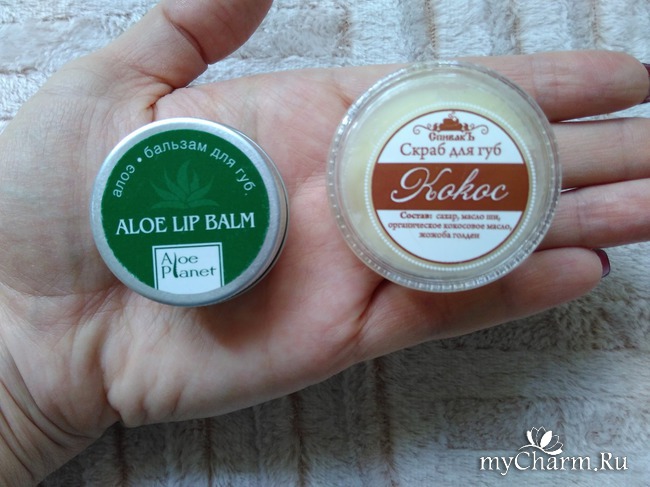 алоэ • бальзам для губ.
ALOE LIP BALM
Aloe
Planet
СпивакЪ
Скраб для губ
Кокос
Состав: сахар, масло ши,
органическое кокосовое масло,
жожоба голден
myCharm.Ru